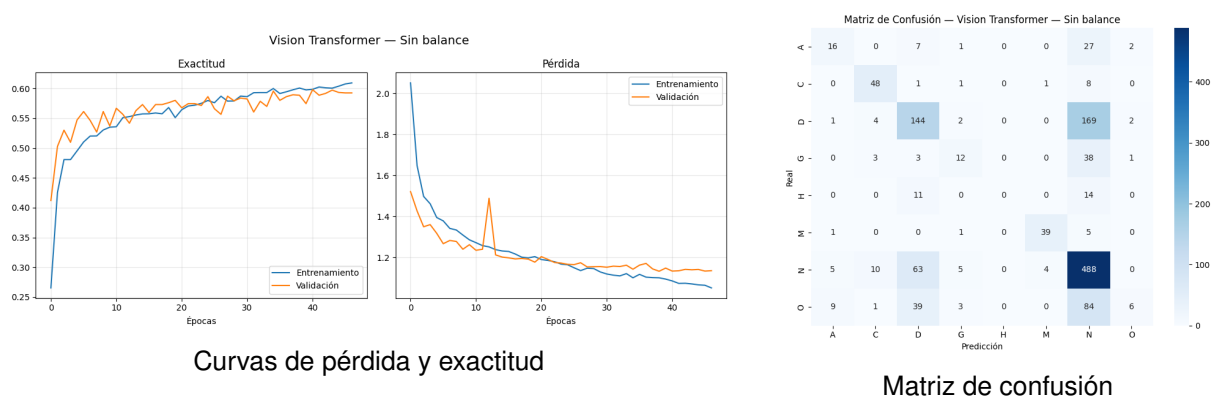 Vision Transformer — Sin balance
Exactitud
0.60
0.55
0.50
0.45
0.40
0.35
0.30
0.25
0 10 20 30 40
Épocas
Entrenamiento
Validación
Pérdida
Entrenamiento
Validación
2.0
1.8
1.6
1.4
1.2
0 10 20 30 40
Épocas
Curvas de pérdida y exactitud
Matriz de Confusión — Vision Transformer — Sin balance
Real
A 16 0 7 1 0 0 27 2
C 0 48 1 1 0 1 8 0
D 1 4 144 2 0 0 169 2
G 0 3 3 12 0 0 38 1
H 0 0 11 0 0 0 14 0
M 1 0 0 1 0 39 5 0
N 5 10 63 5 0 4 488 0
O 9 1 39 3 0 0 84 6
A C D G H M N O
Predicción
400
300
200
100
0
Matriz de confusión